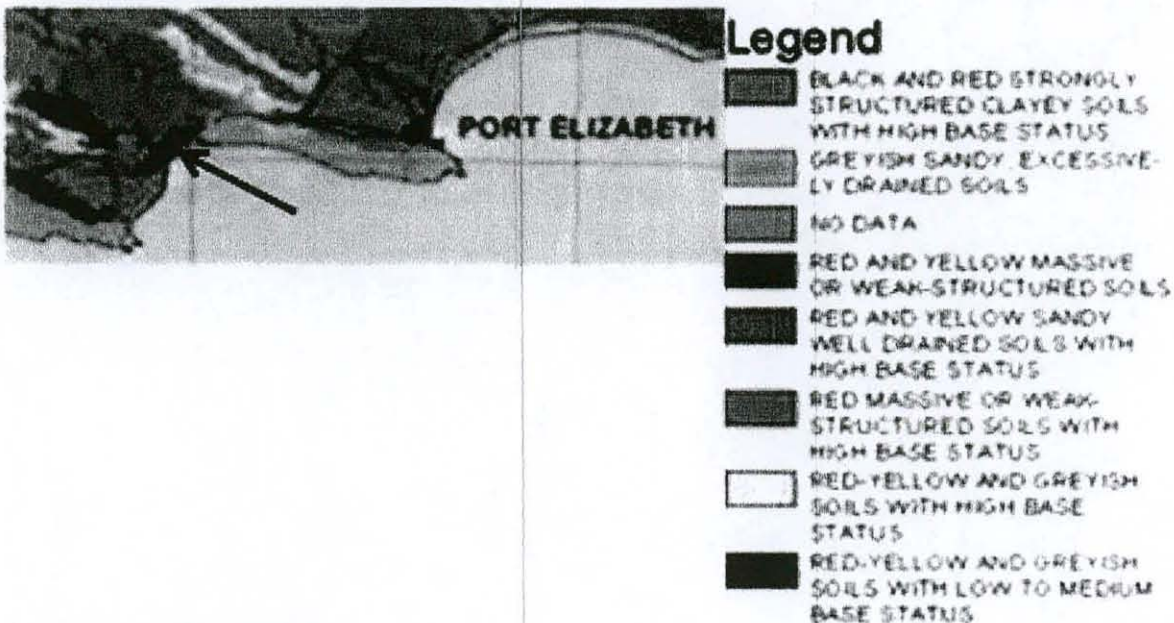 Legend
PORT ELIZABETH
BLACK AND RED STRONGLY
STRUCTURED CLAYEY SOILS
WITH HIGH BASE STATUS
GREYISH SANDY, EXCESSIVE-
LY DRAINED SOILS
NO DATA
RED AND YELLOW MASSIVE
OR WEAK-STRUCTURED SOILS
RED AND YELLOW SANDY
WELL DRAINED SOILS WITH
HIGH BASE STATUS
RED MASSIVE OR WEAK-
STRUCTURED SOILS WITH
HIGH BASE STATUS
RED-YELLOW AND GREYISH
SOILS WITH HIGH BASE
STATUS
RED-YELLOW AND GREYISH
SOILS WITH LOW TO MEDIUM
BASE STATUS